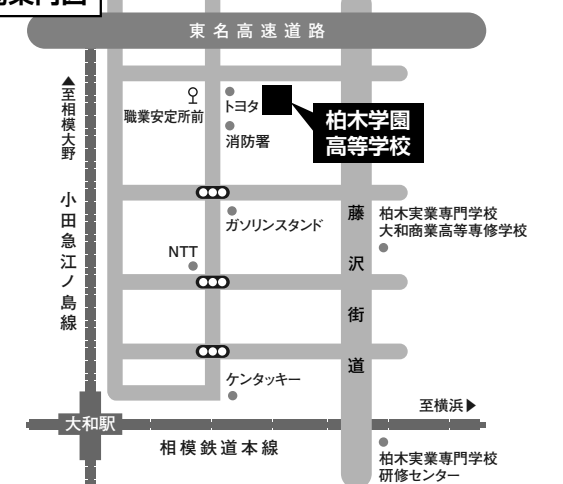 案内図
東名高速道路
▲至相模大野
職業安定所前
トヨタ
消防署
柏木学園
高等学校
小田急江ノ島線
ガソリンスタンド
藤沢街道
柏木実業専門学校
大和商業高等専修学校
NTT
ケンタッキー
至横浜▶
大和駅
相模鉄道本線
柏木実業専門学校
研修センター